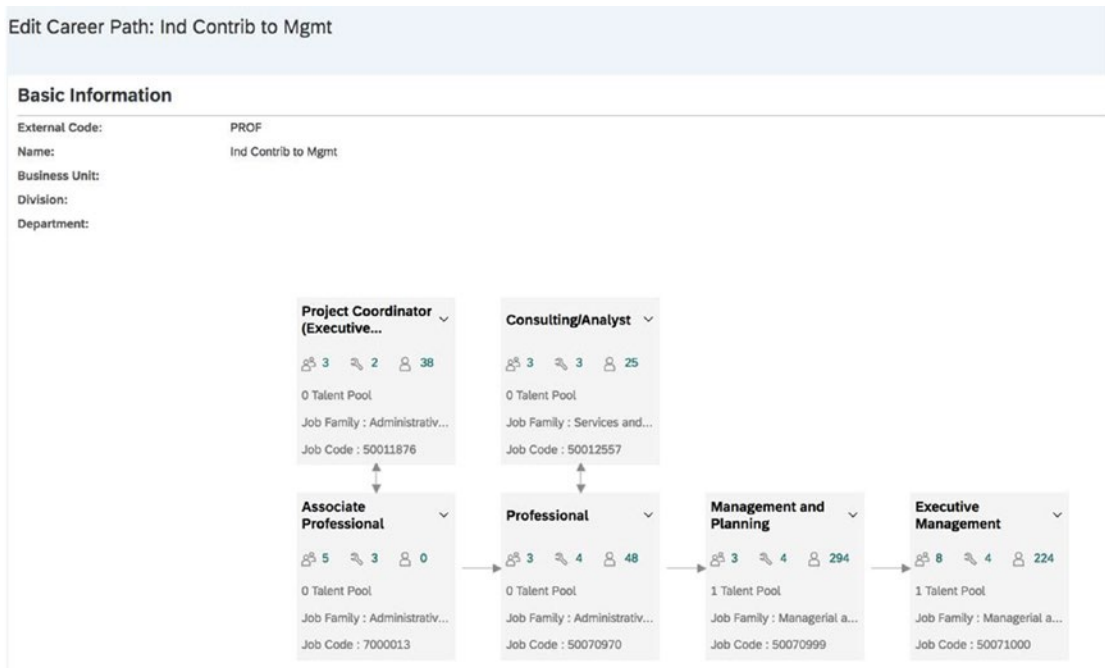 Edit Career Path: Ind Contrib to Mgmt
Basic Information
External Code: PROF
Name: Ind Contrib to Mgmt
Business Unit:
Division:
Department:
Project Coordinator
(Executive...
3 2 38
0 Talent Pool
Job Family : Administrativ...
Job Code : 50011876
Consulting/Analyst
3 3 25
0 Talent Pool
Job Family : Services and...
Job Code : 50012557
Associate
Professional
5 3 0
0 Talent Pool
Job Family : Administrativ...
Job Code : 7000013
Professional
3 4 48
0 Talent Pool
Job Family : Administrativ...
Job Code : 50070970
Management and
Planning
3 4 294
1 Talent Pool
Job Family : Managerial a...
Job Code : 50070999
Executive
Management
8 4 224
1 Talent Pool
Job Family : Managerial a...
Job Code : 50071000